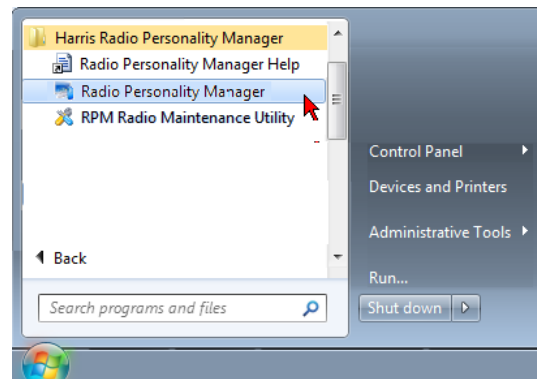 Harris Radio Personality Manager
Radio Personality Manager Help
Radio Personality Manager
RPM Radio Maintenance Utility
Back
Search programs and files
Control Panel
Devices and Printers
Administrative Tools
Run...
Shut down